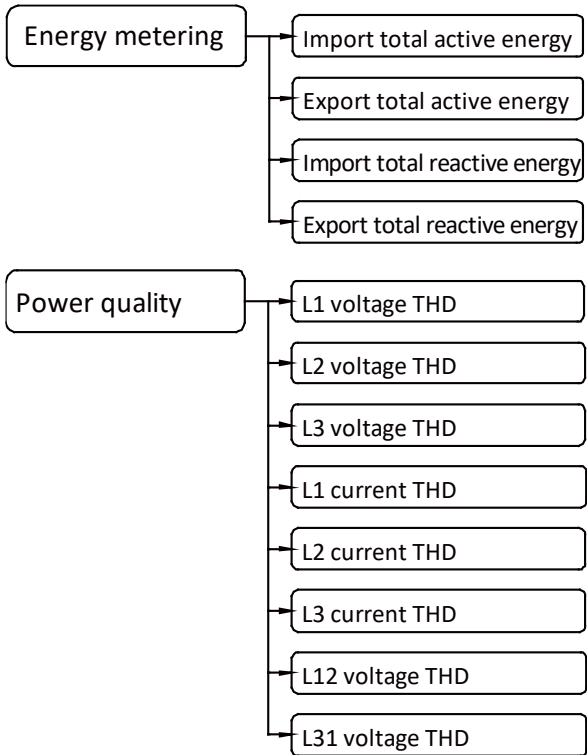 Energy metering
Import total active energy
Export total active energy
Import total reactive energy
Export total reactive energy
Power quality
L1 voltage THD
L2 voltage THD
L3 voltage THD
L1 current THD
L2 current THD
L3 current THD
L12 voltage THD
L31 voltage THD